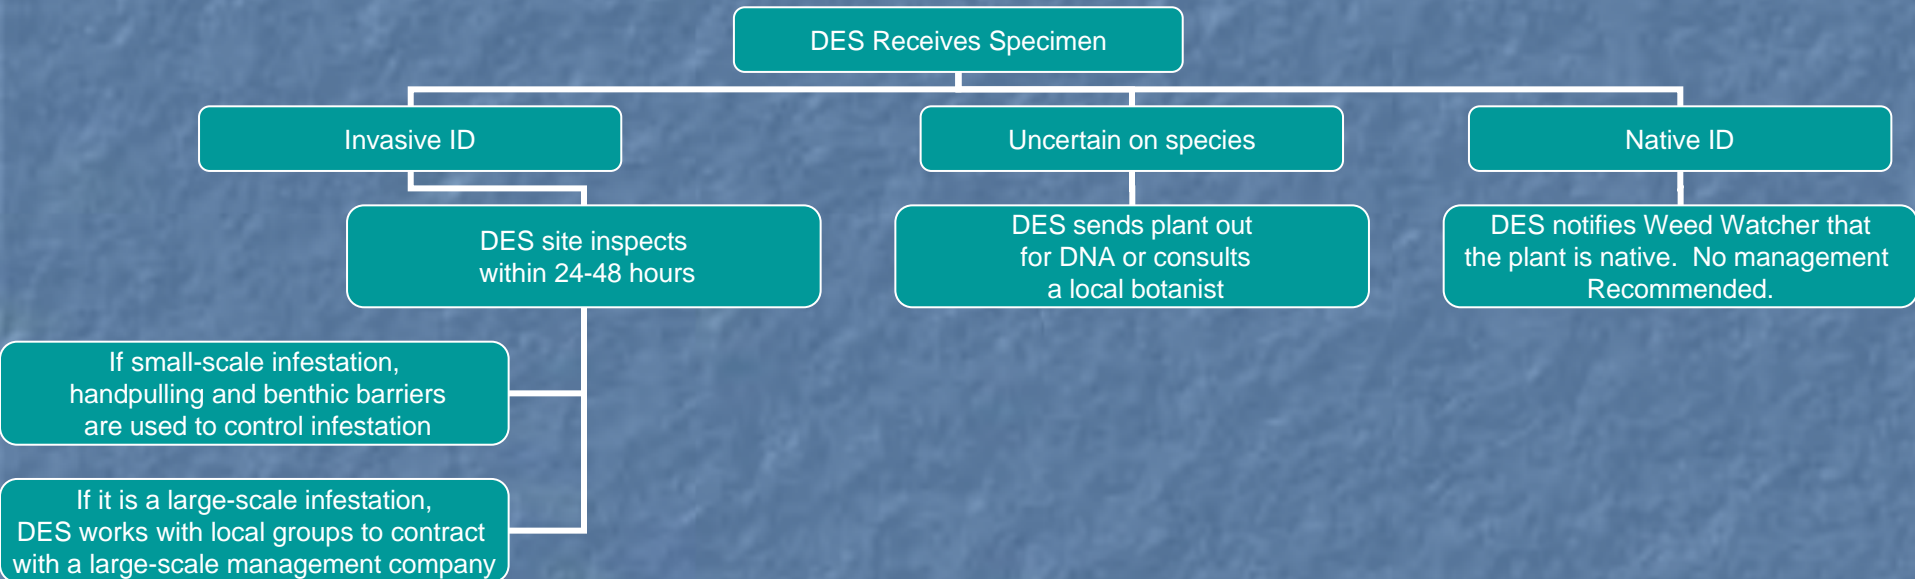 DES Receives Specimen
Invasive ID
Uncertain on species
Native ID
DES site inspects
within 24-48 hours
DES sends plant out
for DNA or consults
a local botanist
DES notifies Weed Watcher that
the plant is native.  No management
Recommended.
If small-scale infestation,
handpulling and benthic barriers
are used to control infestation
If it is a large-scale infestation,
DES works with local groups to contract
with a large-scale management company